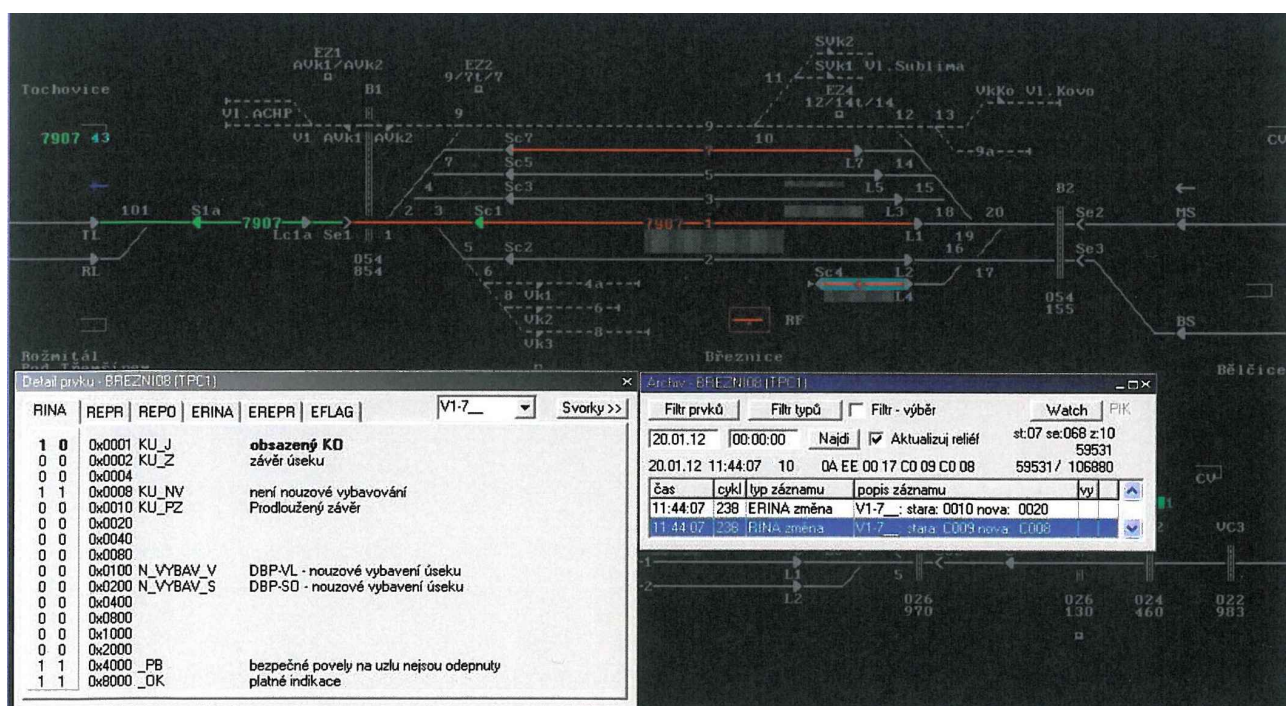 SVk2
EZ1
AVk1/AVk2
EZ2
9/7t/7
SVk1 Vl.Sublima
11
Tochovice
B1
EZ4
12/14t/14
VkKo Vl.Kovo
Vl.ACHP
9
12 13
7907 43
V1 AVk1 AVk2
Sc7
9
10
9a
CV
7
Sc5
7
L7 14
4
Sc3
5
L5 15
B2
101 S1a
2 3 Sc1
3
L3 18 20
Se2
MS
7907
7907 1
TL
Lc1a Se1
1
L1
19
5 Sc2
16
Se3
RL
054
854
6
2
Sc4 L2
17
8 Vk1
4a
L4
054
155
6
Vk2
RF
8
BS
Vk3
Rožmitál
Pod Třemšínem
Březnice
Bělčice
Detail prvku - BREZNI08 (TPC1)
RINA REPR REPO ERINA EREPR EFLAG V1-7__ Svorky >>
1 0 0x0001 KU_J obsazený KO
0 0 0x0002 KU_Z závěr úseku
0 0 0x0004
1 1 0x0008 KU_NV není nouzové vybavování
0 0 0x0010 KU_PZ Prodloužený závěr
0 0 0x0020
0 0 0x0040
0 0 0x0080
0 0 0x0100 N_VYBAV_V DBP-VL - nouzové vybavení úseku
0 0 0x0200 N_VYBAV_S DBP-SO - nouzové vybavení úseku
0 0 0x0400
0 0 0x0800
0 0 0x1000
0 0 0x2000
1 1 0x4000 _PB bezpečné povely na uzlu nejsou odepnuty
1 1 0x8000 _OK platné indikace
Archiv - BREZNI08 (TPC1)
Filtr prvků Filtr typů Filtr - výběr Watch PIK
20.01.12 00:00:00 Najdi Aktualizuj reliéf st:07 se:068 z:10
59531
20.01.12 11:44:07 10 0A EE 00 17 C0 09 C0 08 59531 / 106880
čas cykl typ záznamu popis záznamu vy
11:44:07 238 ERINA změna V1-7__: stara: 0010 nova: 0020
11:44:07 238 RINA změna V1-7__: stara: C009 nova: C008
CV
1
VC3
-1
L1
5
-2
L2
026
970
026
130
024
460
022
983